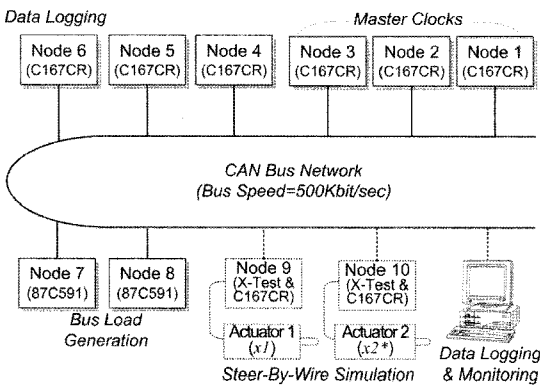 Data Logging
Master Clocks
Node 6
(C167CR)
Node 5
(C167CR)
Node 4
(C167CR)
Node 3
(C167CR)
Node 2
(C167CR)
Node 1
(C167CR)
CAN Bus Network
(Bus Speed=500Kbit/sec)
Node 7
(87C591)
Node 8
(87C591)
Bus Load
Generation
Node 9
(X-Test &
C167CR)
Node 10
(X-Test &
C167CR)
Actuator 1
(x1)
Actuator 2
(x2*)
Steer-By-Wire Simulation
Data Logging
& Monitoring